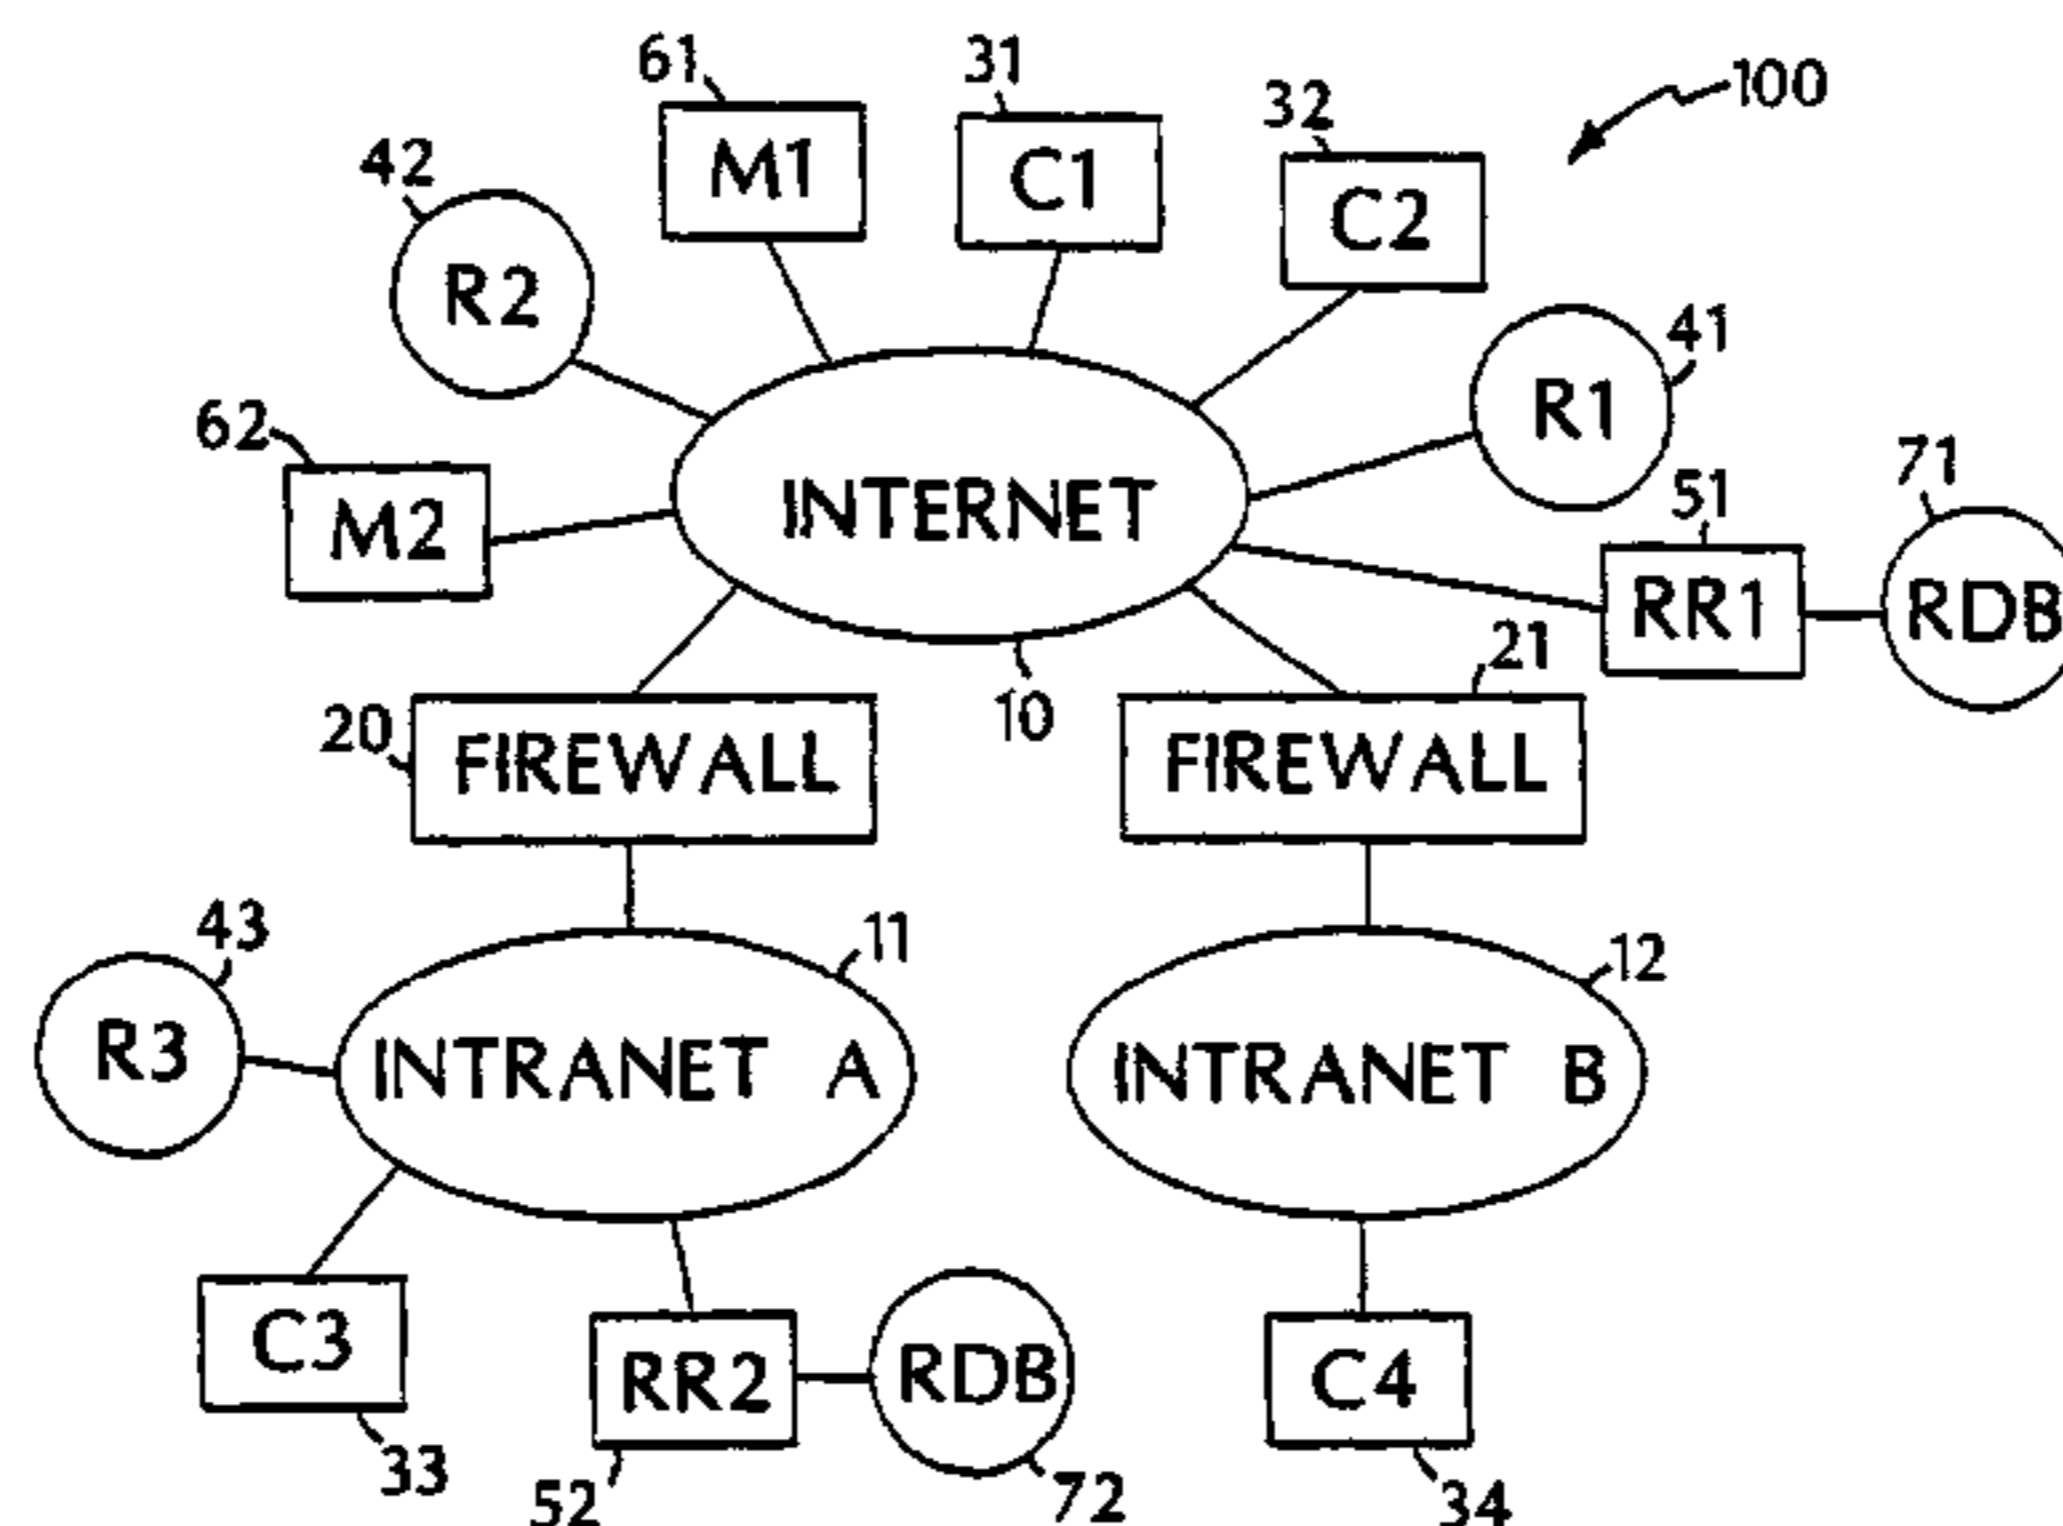 61
31
32
100
42
M1
C1
C2
R2
41
R1
62
71
51
INTERNET
M2
RR1
RDB
21
10
20
FIREWALL
FIREWALL
43
11
12
R3
INTRANET A
INTRANET B
C3
RR2
RDB
C4
33
52
72
34